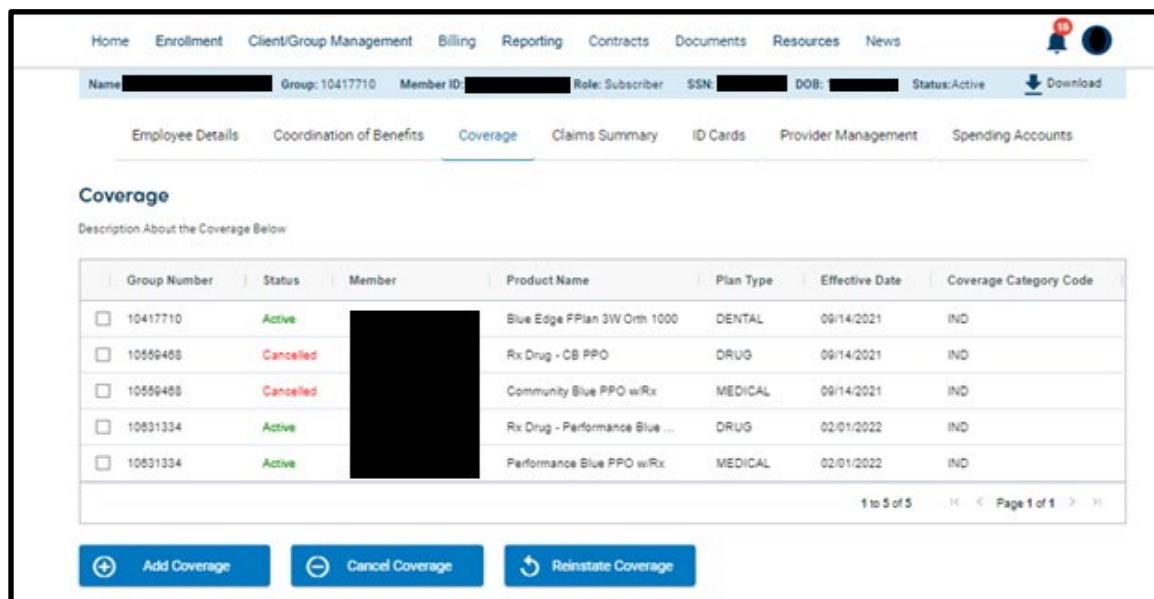 15
Home Enrollment Client/Group Management Billing Reporting Contracts Documents Resources News
Name: Group: 10417710 Member ID: Role: Subscriber SSN: DOB: Status:Active Download
Employee Details Coordination of Benefits Coverage Claims Summary ID Cards Provider Management Spending Accounts
Coverage
Description About the Coverage Below
Group Number Status Member Product Name Plan Type Effective Date Coverage Category Code
10417710 Active Blue Edge FPlan 3W Orth 1000 DENTAL 09/14/2021 IND
10559468 Cancelled Rx Drug - CB PPO DRUG 09/14/2021 IND
10559468 Cancelled Community Blue PPO w/Rx MEDICAL 09/14/2021 IND
10631334 Active Rx Drug - Performance Blue ... DRUG 02/01/2022 IND
10631334 Active Performance Blue PPO w/Rx MEDICAL 02/01/2022 IND
1 to 5 of 5 Page 1 of 1
Add Coverage Cancel Coverage Reinstate Coverage